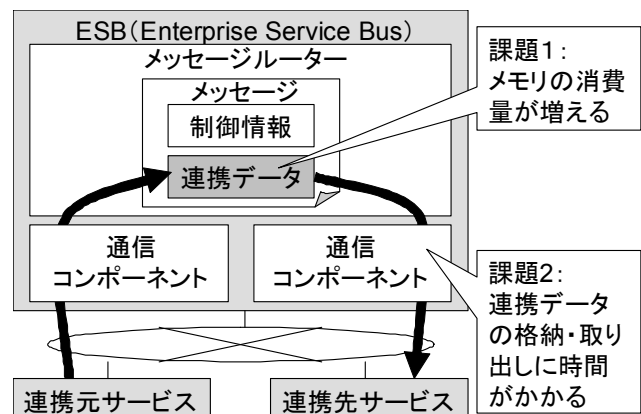 ESB(Enterprise Service Bus)
メッセージルーター
メッセージ
制御情報
連携データ
通信
コンポーネント
通信
コンポーネント
連携元サービス
連携先サービス
課題1：
メモリの消費
量が増える
課題2：
連携データ
の格納・取り
出しに時間
がかかる